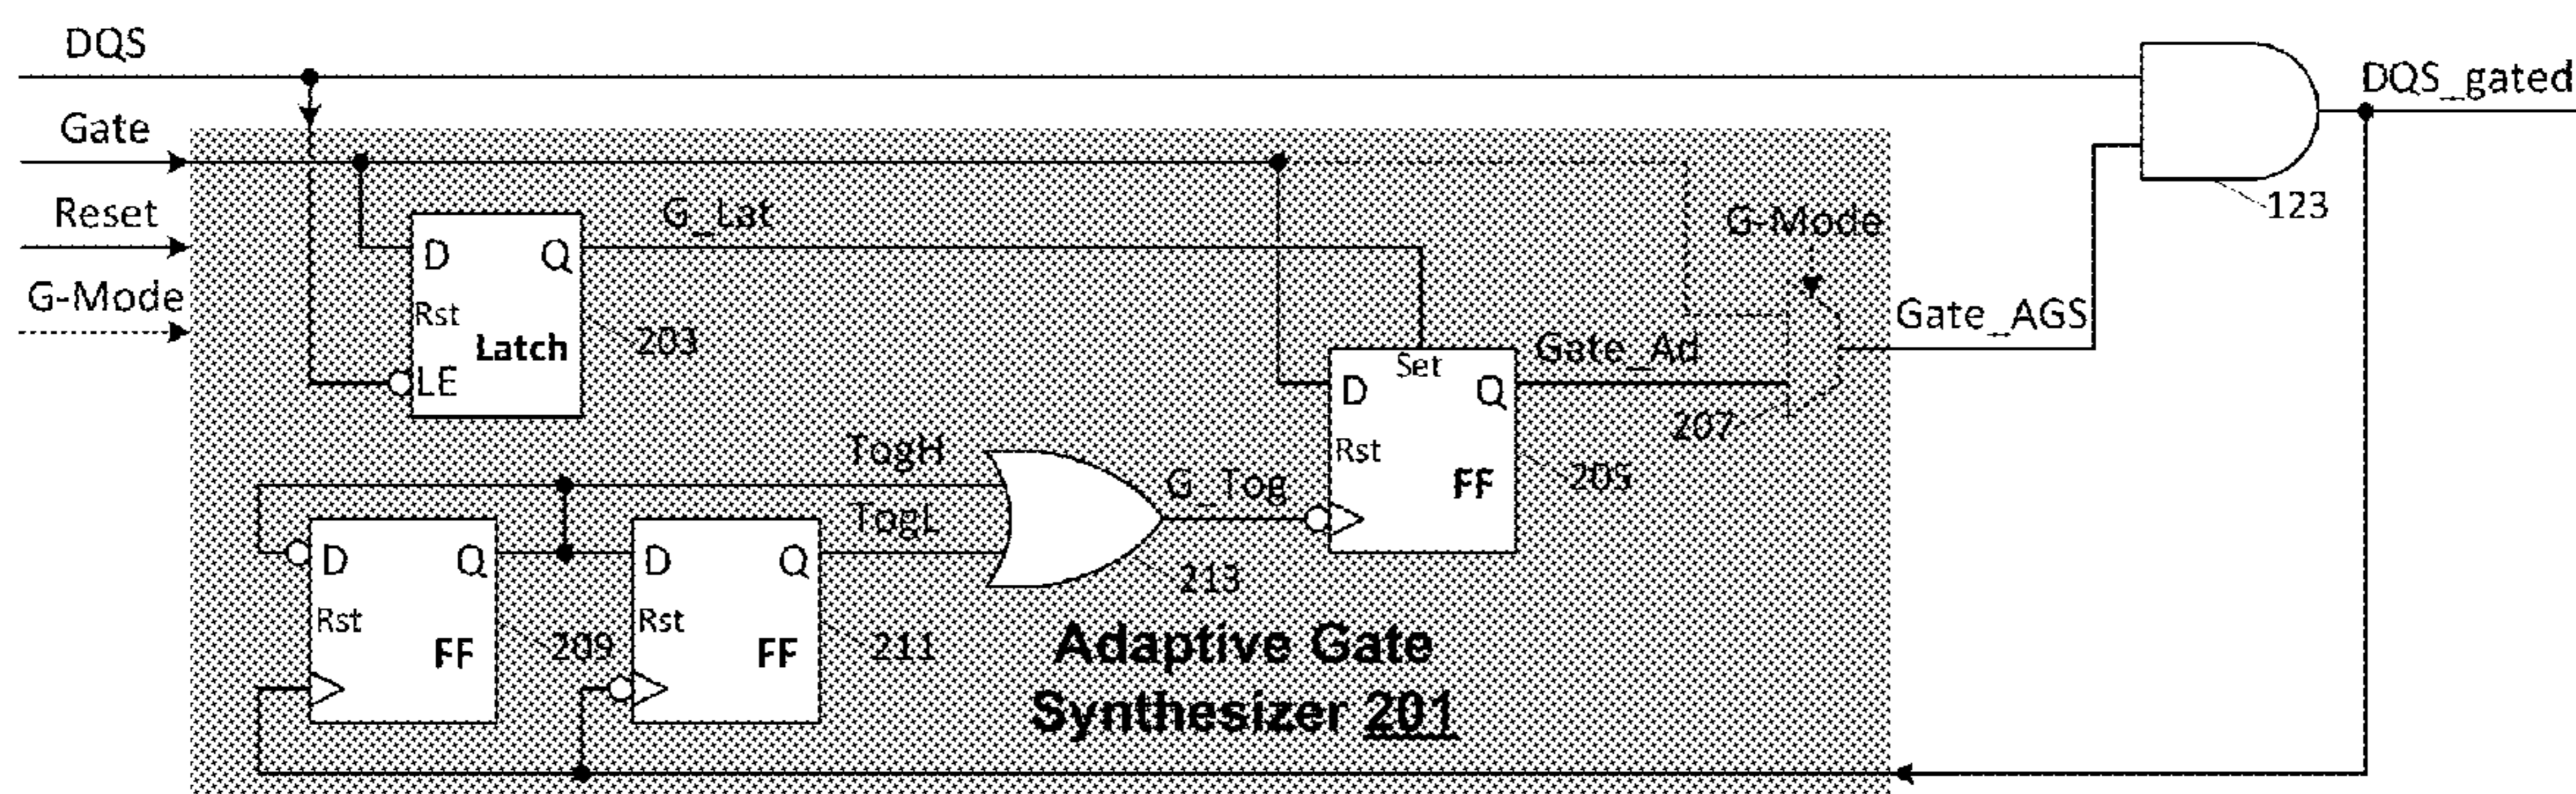 DQS
DQS_gated
Gate
Reset
G_Lat
G-Mode
123
D Q
G-Mode
Rst
Latch
203
Gate_AGS
Gate_Ad
Set
LE
D Q
207
TogH
Rst
G_Tog
FF
205
TogL
D Q
D Q
213
Rst
FF
209
Rst
FF
211
Adaptive Gate
Synthesizer 201